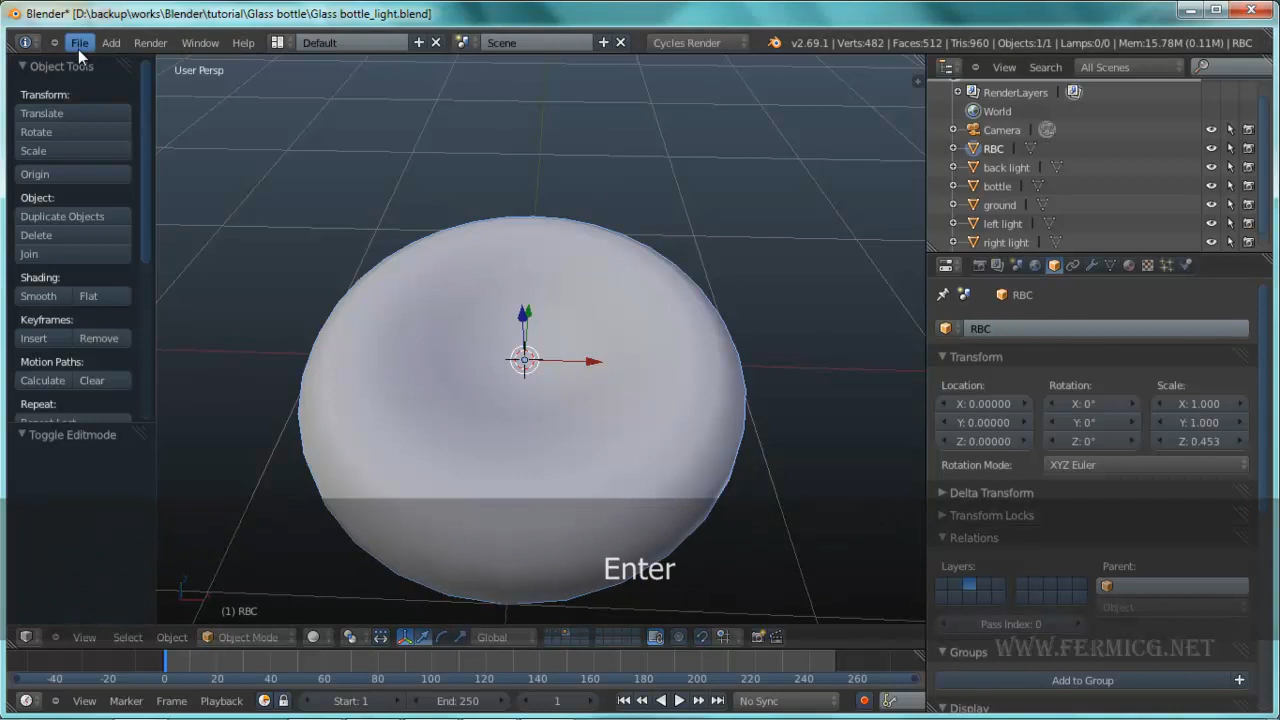 Blender* [D:\backup\works\Blender\tutorial\Glass bottle\Glass bottle_light.blend]
File Add Render Window Help Default Scene Cycles Render v2.69.1 | Verts:482 | Faces:512 | Tris:960 | Objects:1/1 | Lamps:0/0 | Mem:15.78M (0.11M) | RBC
Object Tools
Transform:
Translate
Rotate
Scale
Origin
Object:
Duplicate Objects
Delete
Join
Shading:
Smooth Flat
Keyframes:
Insert Remove
Motion Paths:
Calculate Clear
Repeat:
Toggle Editmode
User Persp
Enter
(1) RBC
View Select Object Object Mode Global
View Search All Scenes
RenderLayers
World
Camera
RBC
back light
bottle
ground
left light
right light
RBC
RBC
Transform
Location: Rotation: Scale:
X: 0.00000 X: 0° X: 1.000
Y: 0.00000 Y: 0° Y: 1.000
Z: 0.00000 Z: 0° Z: 0.453
Rotation Mode: XYZ Euler
Delta Transform
Transform Locks
Relations
Layers: Parent:
Object
Pass Index: 0
WWW.FERMICG.NET
Groups
Add to Group
Display
-40 -20 0 20 40 60 80 100 120 140 160 180 200 220 240 260
View Marker Frame Playback Start: 1 End: 250 1 No Sync